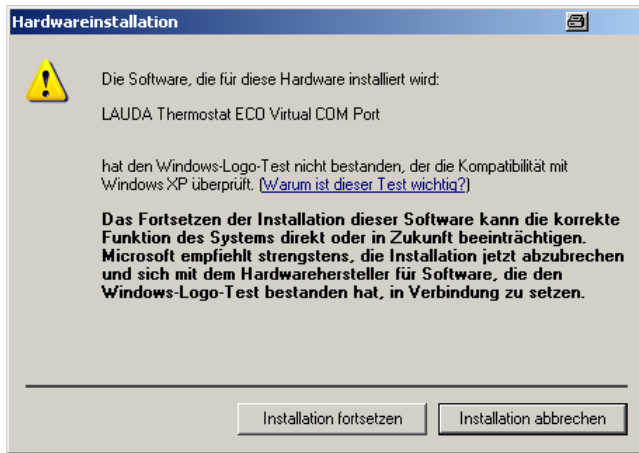 Hardwareinstallation
Die Software, die für diese Hardware installiert wird:
LAUDA Thermostat ECO Virtual COM Port
hat den Windows-Logo-Test nicht bestanden, der die Kompatibilität mit
Windows XP überprüft. (Warum ist dieser Test wichtig?)
Das Fortsetzen der Installation dieser Software kann die korrekte
Funktion des Systems direkt oder in Zukunft beeinträchtigen.
Microsoft empfiehlt strengstens, die Installation jetzt abzubrechen
und sich mit dem Hardwarehersteller für Software, die den
Windows-Logo-Test bestanden hat, in Verbindung zu setzen.
Installation fortsetzen
Installation abbrechen